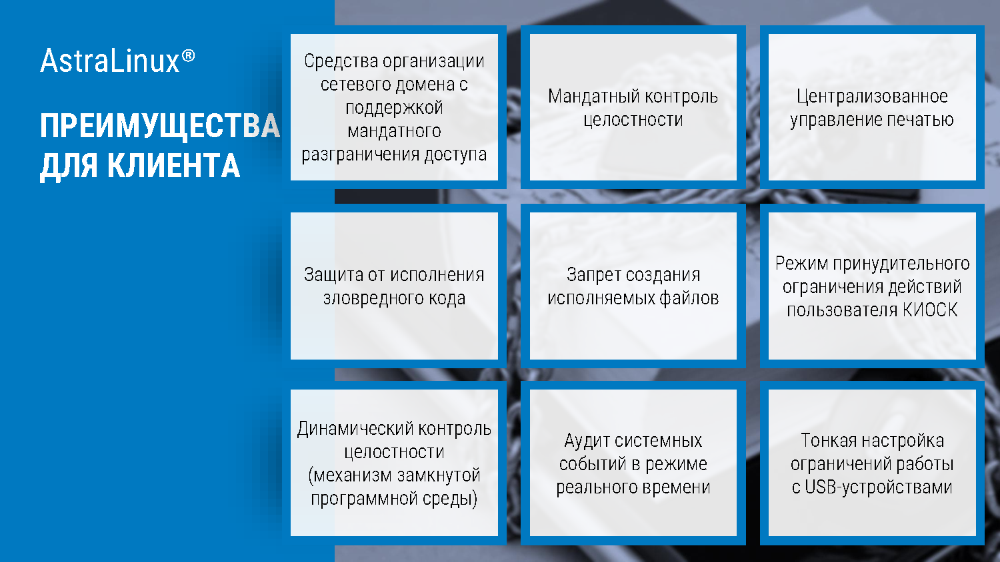 AstraLinux®
ПРЕИМУЩЕСТВА
ДЛЯ КЛИЕНТА
Средства организации
сетевого домена с
поддержкой
мандатного
разграничения доступа
Мандатный контроль
целостности
Централизованное
управление печатью
Защита от исполнения
зловредного кода
Запрет создания
исполняемых файлов
Режим принудительного
ограничения действий
пользователя КИОСК
Динамический контроль
целостности
(механизм замкнутой
программной среды)
Аудит системных
событий в режиме
реального времени
Тонкая настройка
ограничений работы
с USB-устройствами